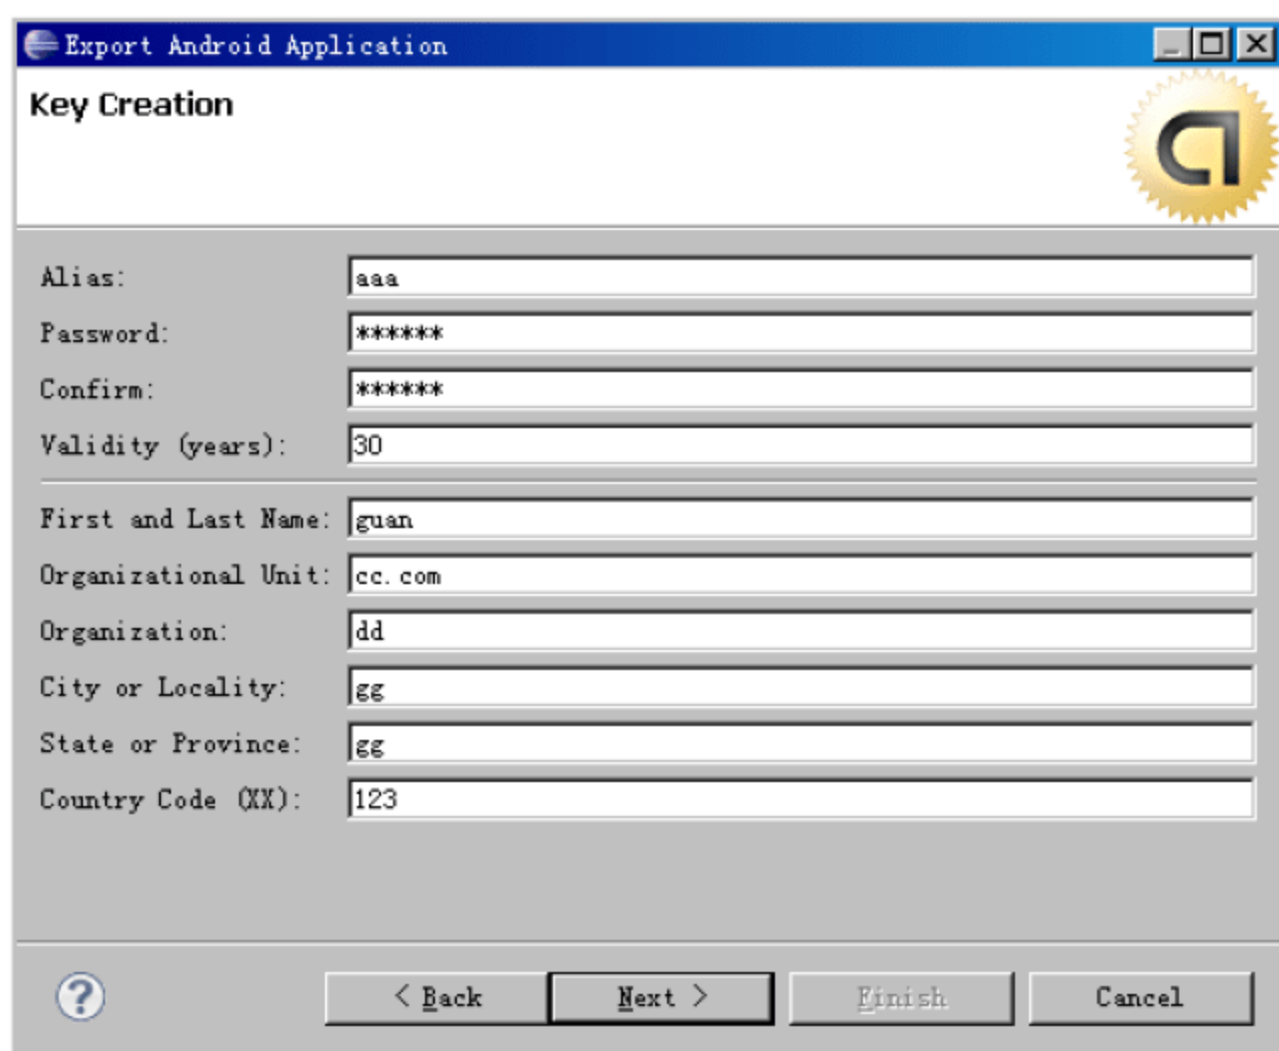 Export Android Application
Key Creation
Alias: aaa
Password: ******
Confirm: ******
Validity (years): 30
First and Last Name: guan
Organizational Unit: cc.com
Organization: dd
City or Locality: gg
State or Province: gg
Country Code (XX): 123
? < Back Next > Finish Cancel